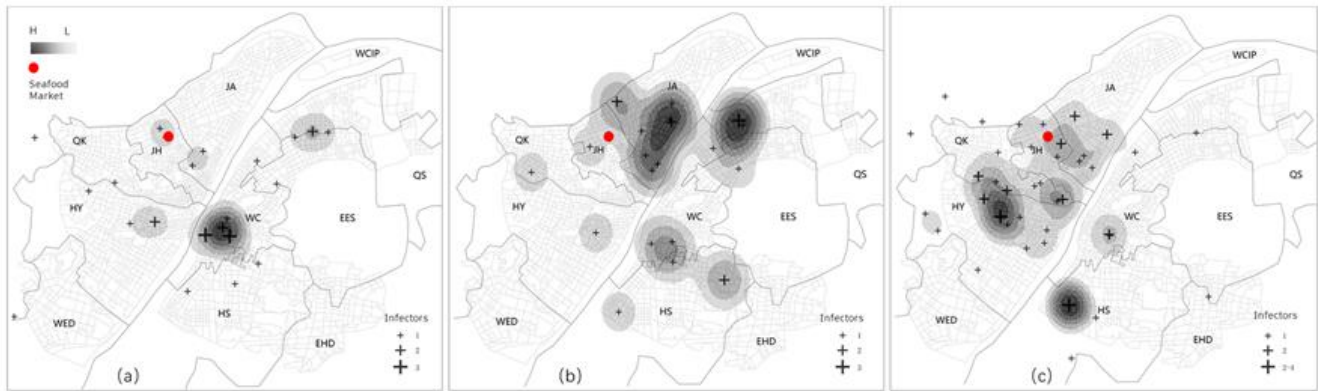 H L
Seafood
Market
WCIP
JA
QK
JH
QS
HY
WC
EES
HS
WED
EHD
Infectors
1
2
3
(a)
WCIP
JA
QK
JH
QS
HY
WC
EES
HS
WED
EHD
Infectors
1
2
3
(b)
WCIP
JA
QK
JH
QS
HY
WC
EES
HS
WED
EHD
Infectors
1
2
(c)